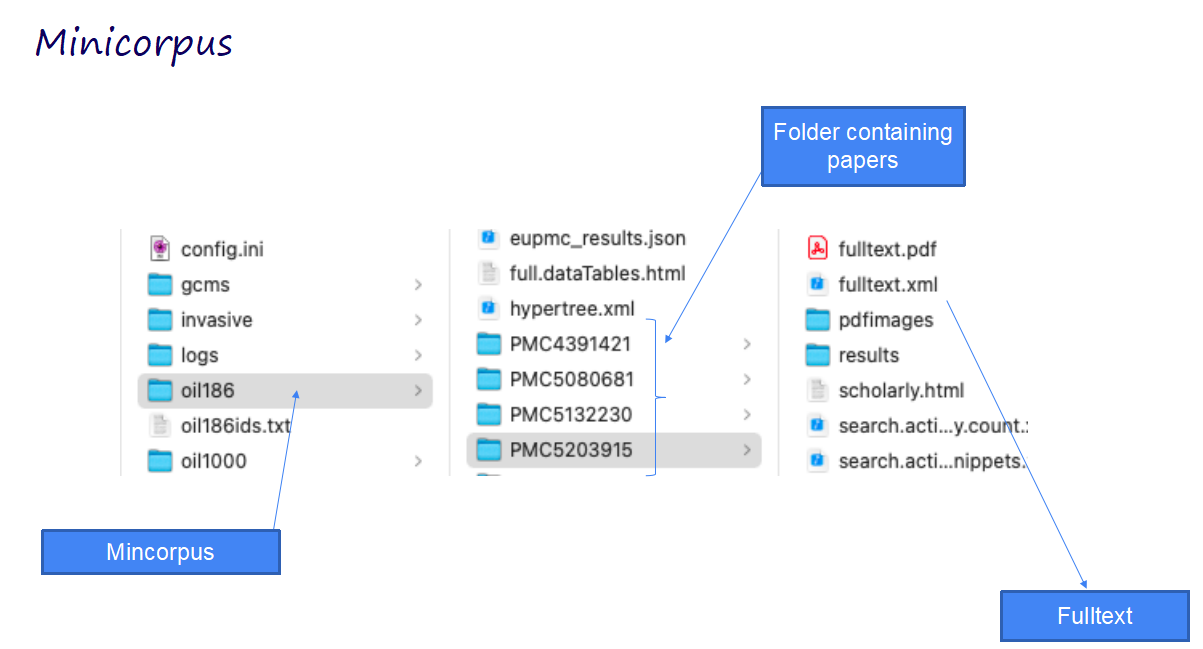 Minicorpus
Folder containing
papers
config.ini
gcms
invasive
logs
oil186
oil186ids.txt
oil1000
eupmc_results.json
full.dataTables.html
hypertree.xml
PMC4391421
PMC5080681
PMC5132230
PMC5203915
fulltext.pdf
fulltext.xml
pdfimages
results
scholarly.html
search.acti...y.count.
search.acti...nippets.
Mincorpus
Fulltext